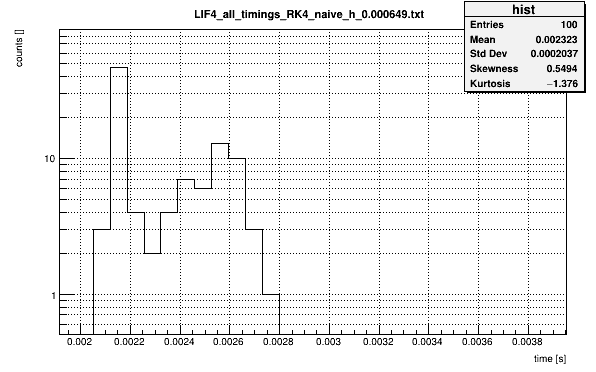 LIF4_all_timings_RK4_naive_h_0.000649.txt
hist
Entries 100
Mean 0.002323
Std Dev 0.0002037
Skewness 0.5494
Kurtosis −1.376
counts []
10
1
0.002 0.0022 0.0024 0.0026 0.0028 0.003 0.0032 0.0034 0.0036 0.0038
time [s]